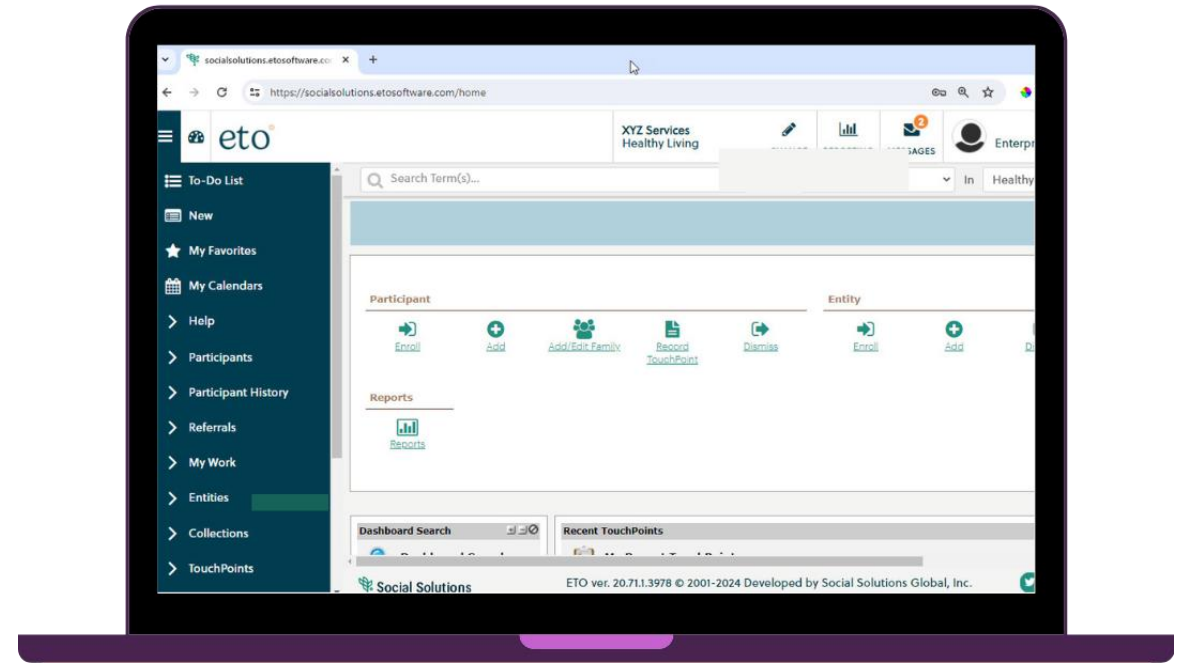 socialsolutions.etosoftware.co
https://socialsolutions.etosoftware.com/home
eto
XYZ Services
Healthy Living
2
Enterpr
To-Do List
Search Term(s)...
In
Healthy
New
My Favorites
My Calendars
Help
Participants
Participant History
Referrals
My Work
Entities
Collections
TouchPoints
Participant
Entity
Enroll
Add
Add/Edit Family
Record
TouchPoint
Dismiss
Enroll
Add
Reports
Reports
Dashboard Search
Recent TouchPoints
Social Solutions
ETO ver. 20.71.1.3978 © 2001-2024 Developed by Social Solutions Global, Inc.